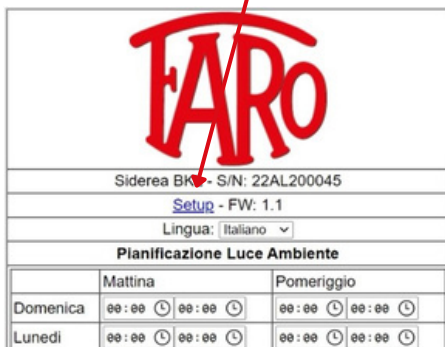 FARO
Siderea BK - S/N: 22AL200045
Setup - FW: 1.1
Lingua: Italiano
Pianificazione Luce Ambiente
Mattina Pomeriggio
Domenica 00:00 00:00 00:00 00:00
Lunedi 00:00 00:00 00:00 00:00